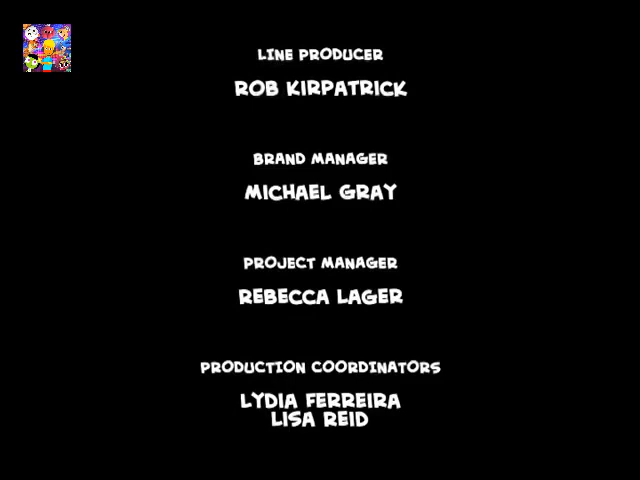 LINE PRODUCER
ROB KIRPATRICK
BRAND MANAGER
MICHAEL GRAY
PROJECT MANAGER
REBECCA LAGER
PRODUCTION COORDINATORS
LYDIA FERREIRA
LISA REID